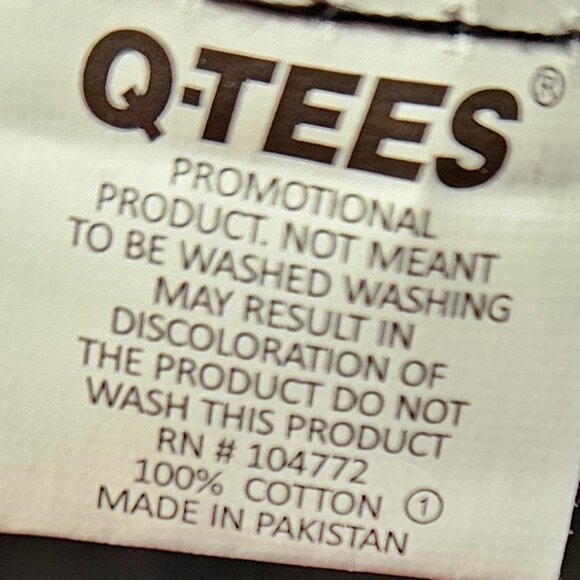 Q-TEES®
PROMOTIONAL
PRODUCT. NOT MEANT
TO BE WASHED WASHING
MAY RESULT IN
DISCOLORATION OF
THE PRODUCT DO NOT
WASH THIS PRODUCT
RN # 104772
100% COTTON ①
MADE IN PAKISTAN